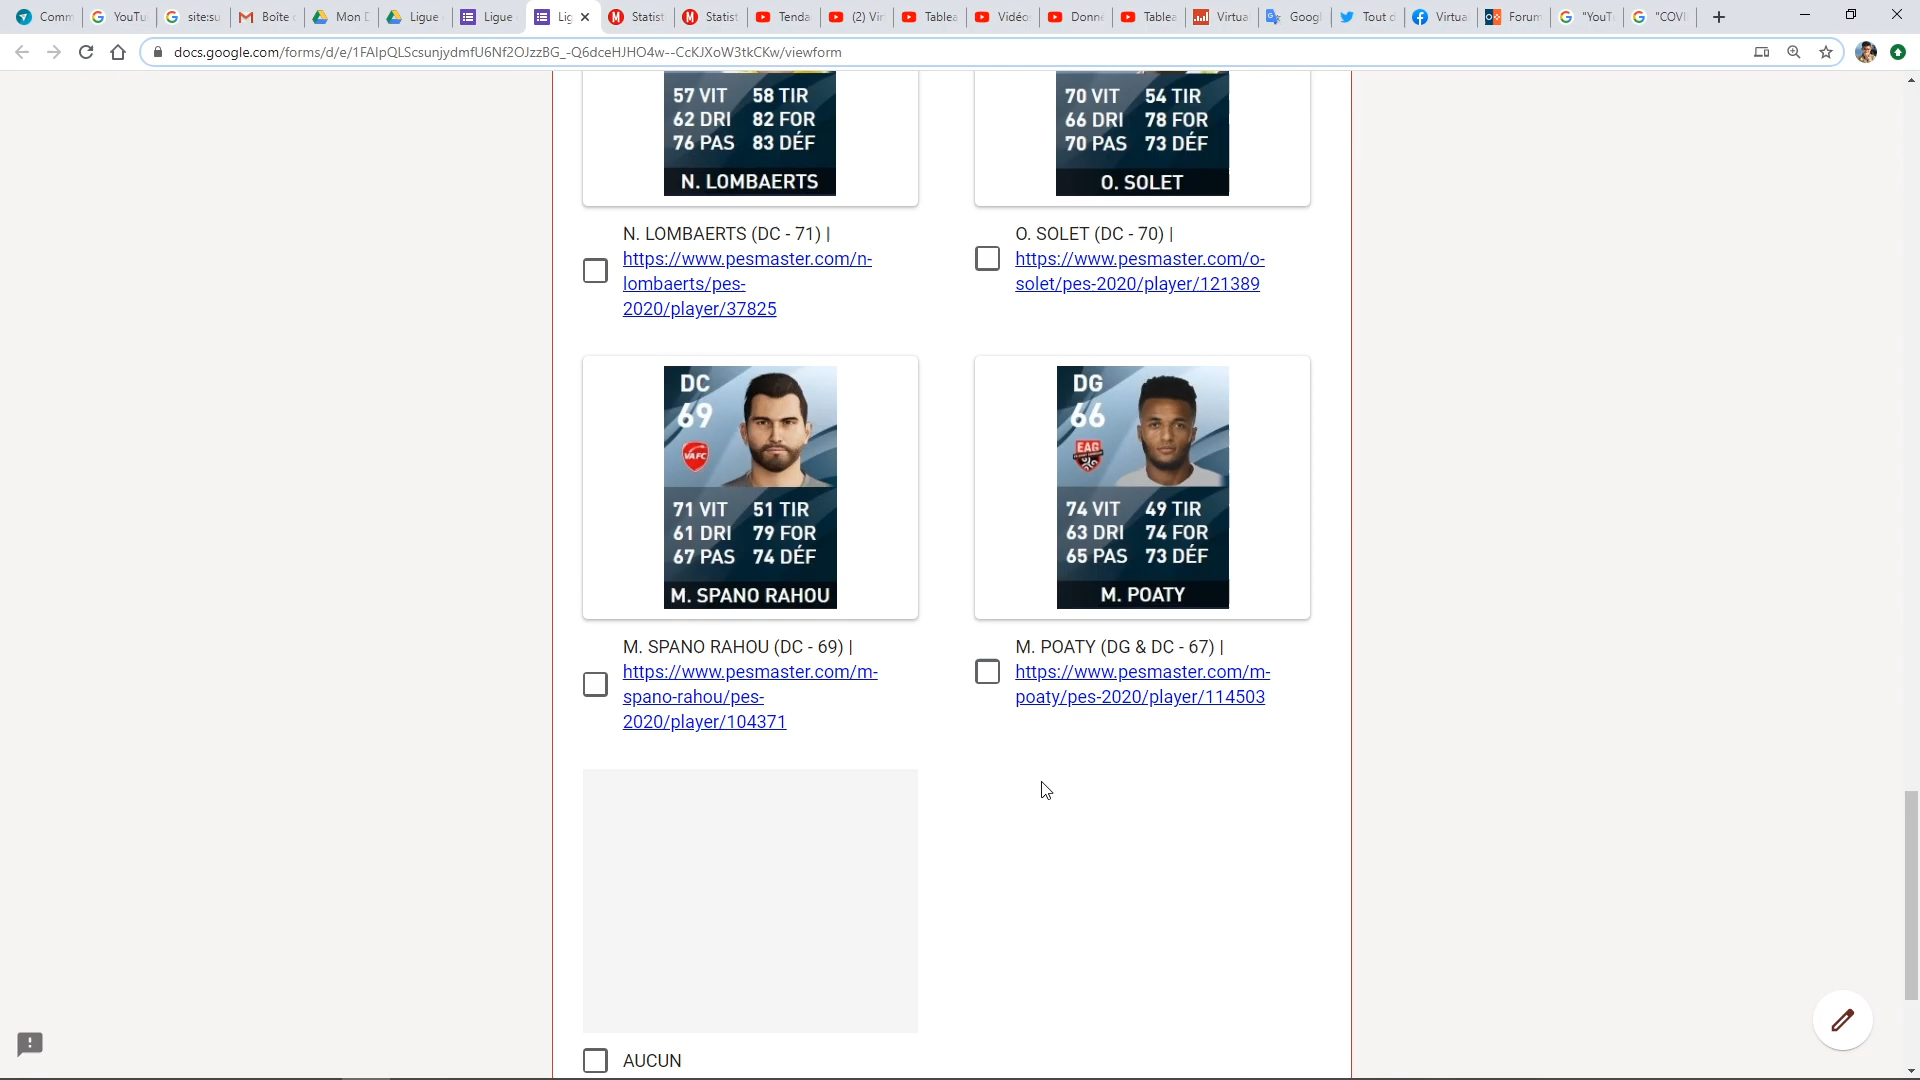 Comm
YouTu
site:su
Boîte
Mon D
Ligue
Ligue
Lig
Statist
Statist
Tenda
(2) Vir
Tablea
Vidéo
Donné
Tablea
Virtua
Googl
Tout d
Virtua
Forum
"YouT
"COVI
docs.google.com/forms/d/e/1FAIpQLScsunjydmfU6Nf2OJzzBG_-Q6dceHJHO4w--CcKJXoW3tkCKw/viewform
57 VIT 58 TIR
62 DRI 82 FOR
76 PAS 83 DÉF
N. LOMBAERTS
70 VIT 54 TIR
66 DRI 78 FOR
70 PAS 73 DÉF
O. SOLET
N. LOMBAERTS (DC - 71) |
https://www.pesmaster.com/n-
lombaerts/pes-
2020/player/37825
O. SOLET (DC - 70) |
https://www.pesmaster.com/o-
solet/pes-2020/player/121389
DC
69
VAFC
71 VIT 51 TIR
61 DRI 79 FOR
67 PAS 74 DÉF
M. SPANO RAHOU
DG
66
EAG
74 VIT 49 TIR
63 DRI 74 FOR
65 PAS 73 DÉF
M. POATY
M. SPANO RAHOU (DC - 69) |
https://www.pesmaster.com/m-
spano-rahou/pes-
2020/player/104371
M. POATY (DG & DC - 67) |
https://www.pesmaster.com/m-
poaty/pes-2020/player/114503
AUCUN